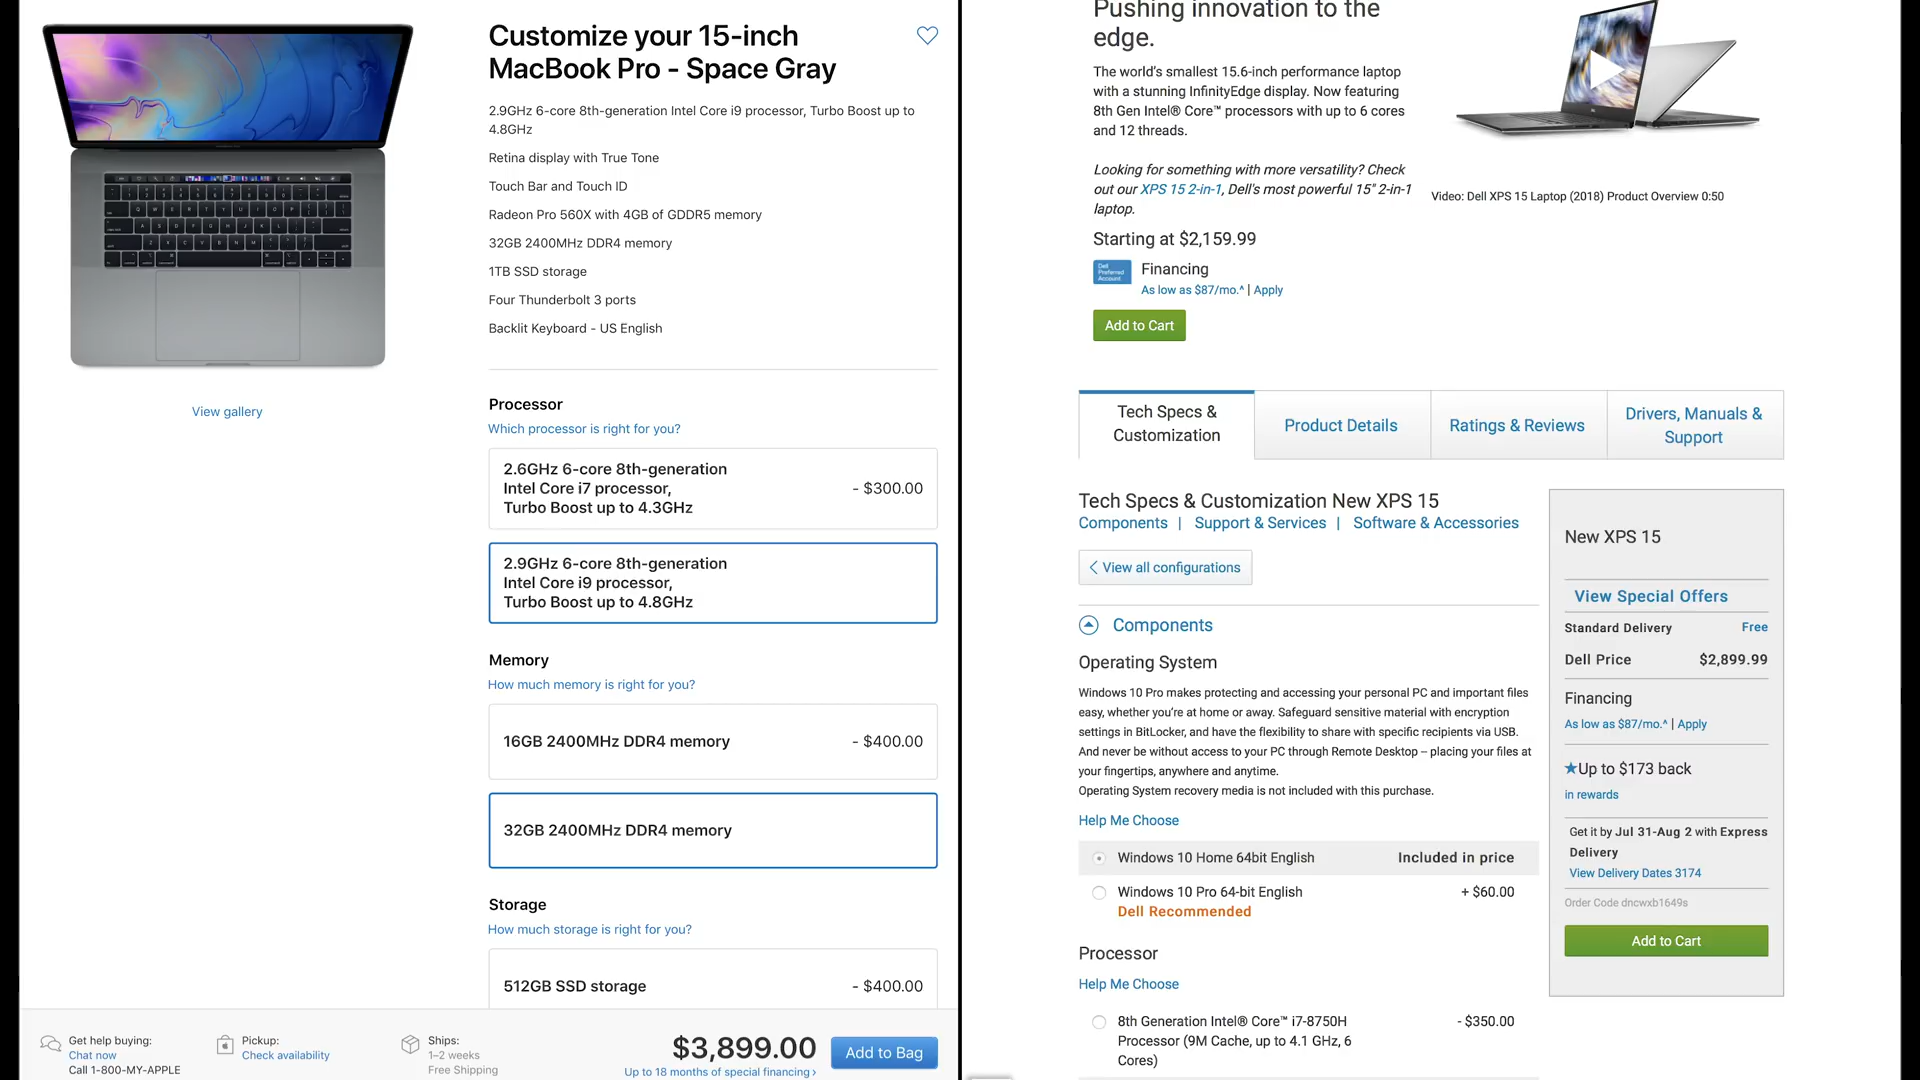 Customize your 15-inch
MacBook Pro - Space Gray
2.9GHz 6-core 8th-generation Intel Core i9 processor, Turbo Boost up to
4.8GHz
Retina display with True Tone
Touch Bar and Touch ID
Radeon Pro 560X with 4GB of GDDR5 memory
32GB 2400MHz DDR4 memory
1TB SSD storage
Four Thunderbolt 3 ports
Backlit Keyboard - US English
View gallery
Processor
Which processor is right for you?
2.6GHz 6-core 8th-generation
Intel Core i7 processor,
Turbo Boost up to 4.3GHz
- $300.00
2.9GHz 6-core 8th-generation
Intel Core i9 processor,
Turbo Boost up to 4.8GHz
Memory
How much memory is right for you?
16GB 2400MHz DDR4 memory
- $400.00
32GB 2400MHz DDR4 memory
Storage
How much storage is right for you?
512GB SSD storage
- $400.00
Get help buying:
Chat now
Call 1-800-MY-APPLE
Pickup:
Check availability
Ships:
1–2 weeks
Free Shipping
$3,899.00
Up to 18 months of special financing ›
Add to Bag
Pushing innovation to the
edge.
The world's smallest 15.6-inch performance laptop
with a stunning InfinityEdge display. Now featuring
8th Gen Intel® Core™ processors with up to 6 cores
and 12 threads.
Looking for something with more versatility? Check
out our XPS 15 2-in-1, Dell's most powerful 15" 2-in-1
laptop.
Video: Dell XPS 15 Laptop (2018) Product Overview 0:50
Starting at $2,159.99
Dell
Preferred
Account
Financing
As low as $87/mo.^ | Apply
Add to Cart
Tech Specs &
Customization
Product Details
Ratings & Reviews
Drivers, Manuals &
Support
Tech Specs & Customization New XPS 15
Components | Support & Services | Software & Accessories
View all configurations
Components
Operating System
Windows 10 Pro makes protecting and accessing your personal PC and important files
easy, whether you're at home or away. Safeguard sensitive material with encryption
settings in BitLocker, and have the flexibility to share with specific recipients via USB.
And never be without access to your PC through Remote Desktop – placing your files at
your fingertips, anywhere and anytime.
Operating System recovery media is not included with this purchase.
Help Me Choose
Windows 10 Home 64bit English
Included in price
Windows 10 Pro 64-bit English
+ $60.00
Dell Recommended
Processor
Help Me Choose
8th Generation Intel® Core™ i7-8750H
Processor (9M Cache, up to 4.1 GHz, 6
Cores)
- $350.00
New XPS 15
View Special Offers
Standard Delivery Free
Dell Price $2,899.99
Financing
As low as $87/mo.^ | Apply
★Up to $173 back
in rewards
Get it by Jul 31-Aug 2 with Express
Delivery
View Delivery Dates 3174
Order Code dncwxb1649s
Add to Cart